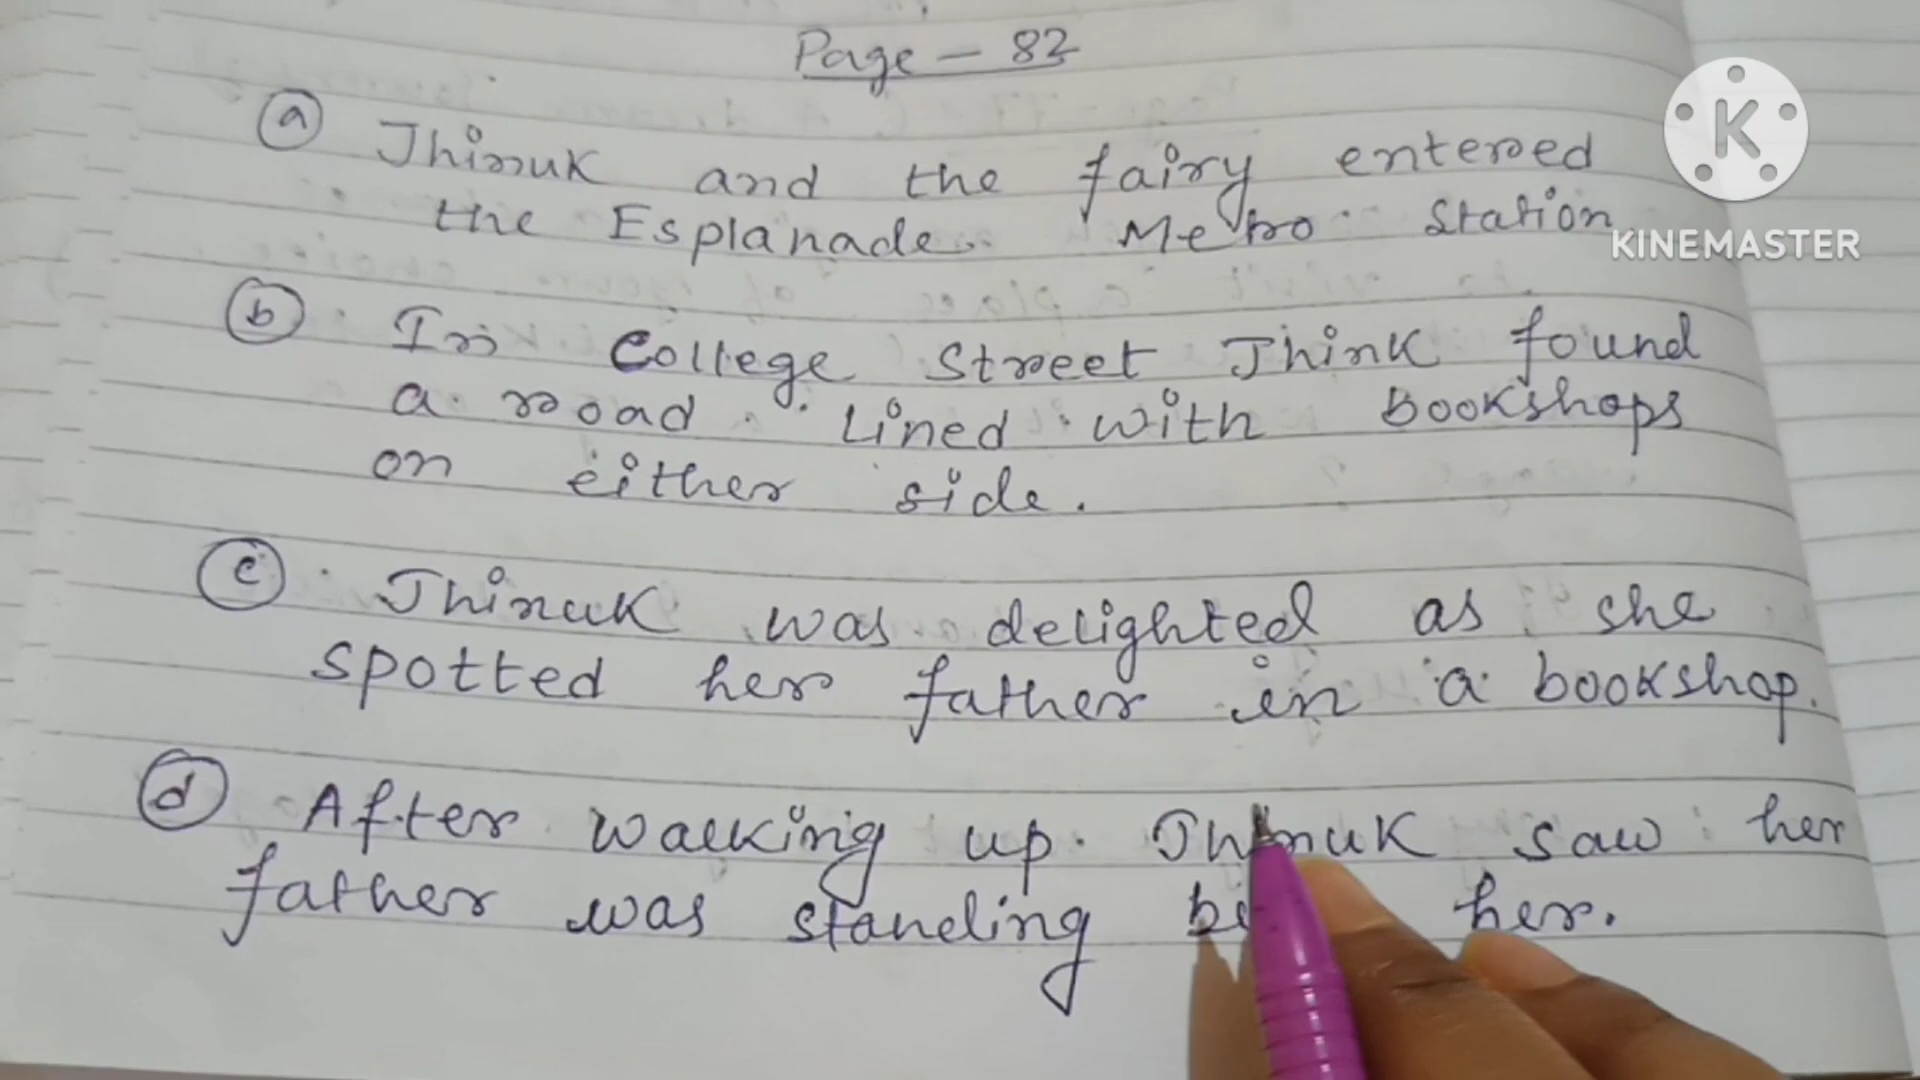 Page - 82
a Jhinuk and the fairy entered
the Esplanade. Metro Station
KINEMASTER
b In College Street Jhink found
a road lined with bookshops
on either side.
c Jhinuk was delighted as she
spotted her father in a bookshop.
d After walking up. Jhinuk saw her
father was standing her.